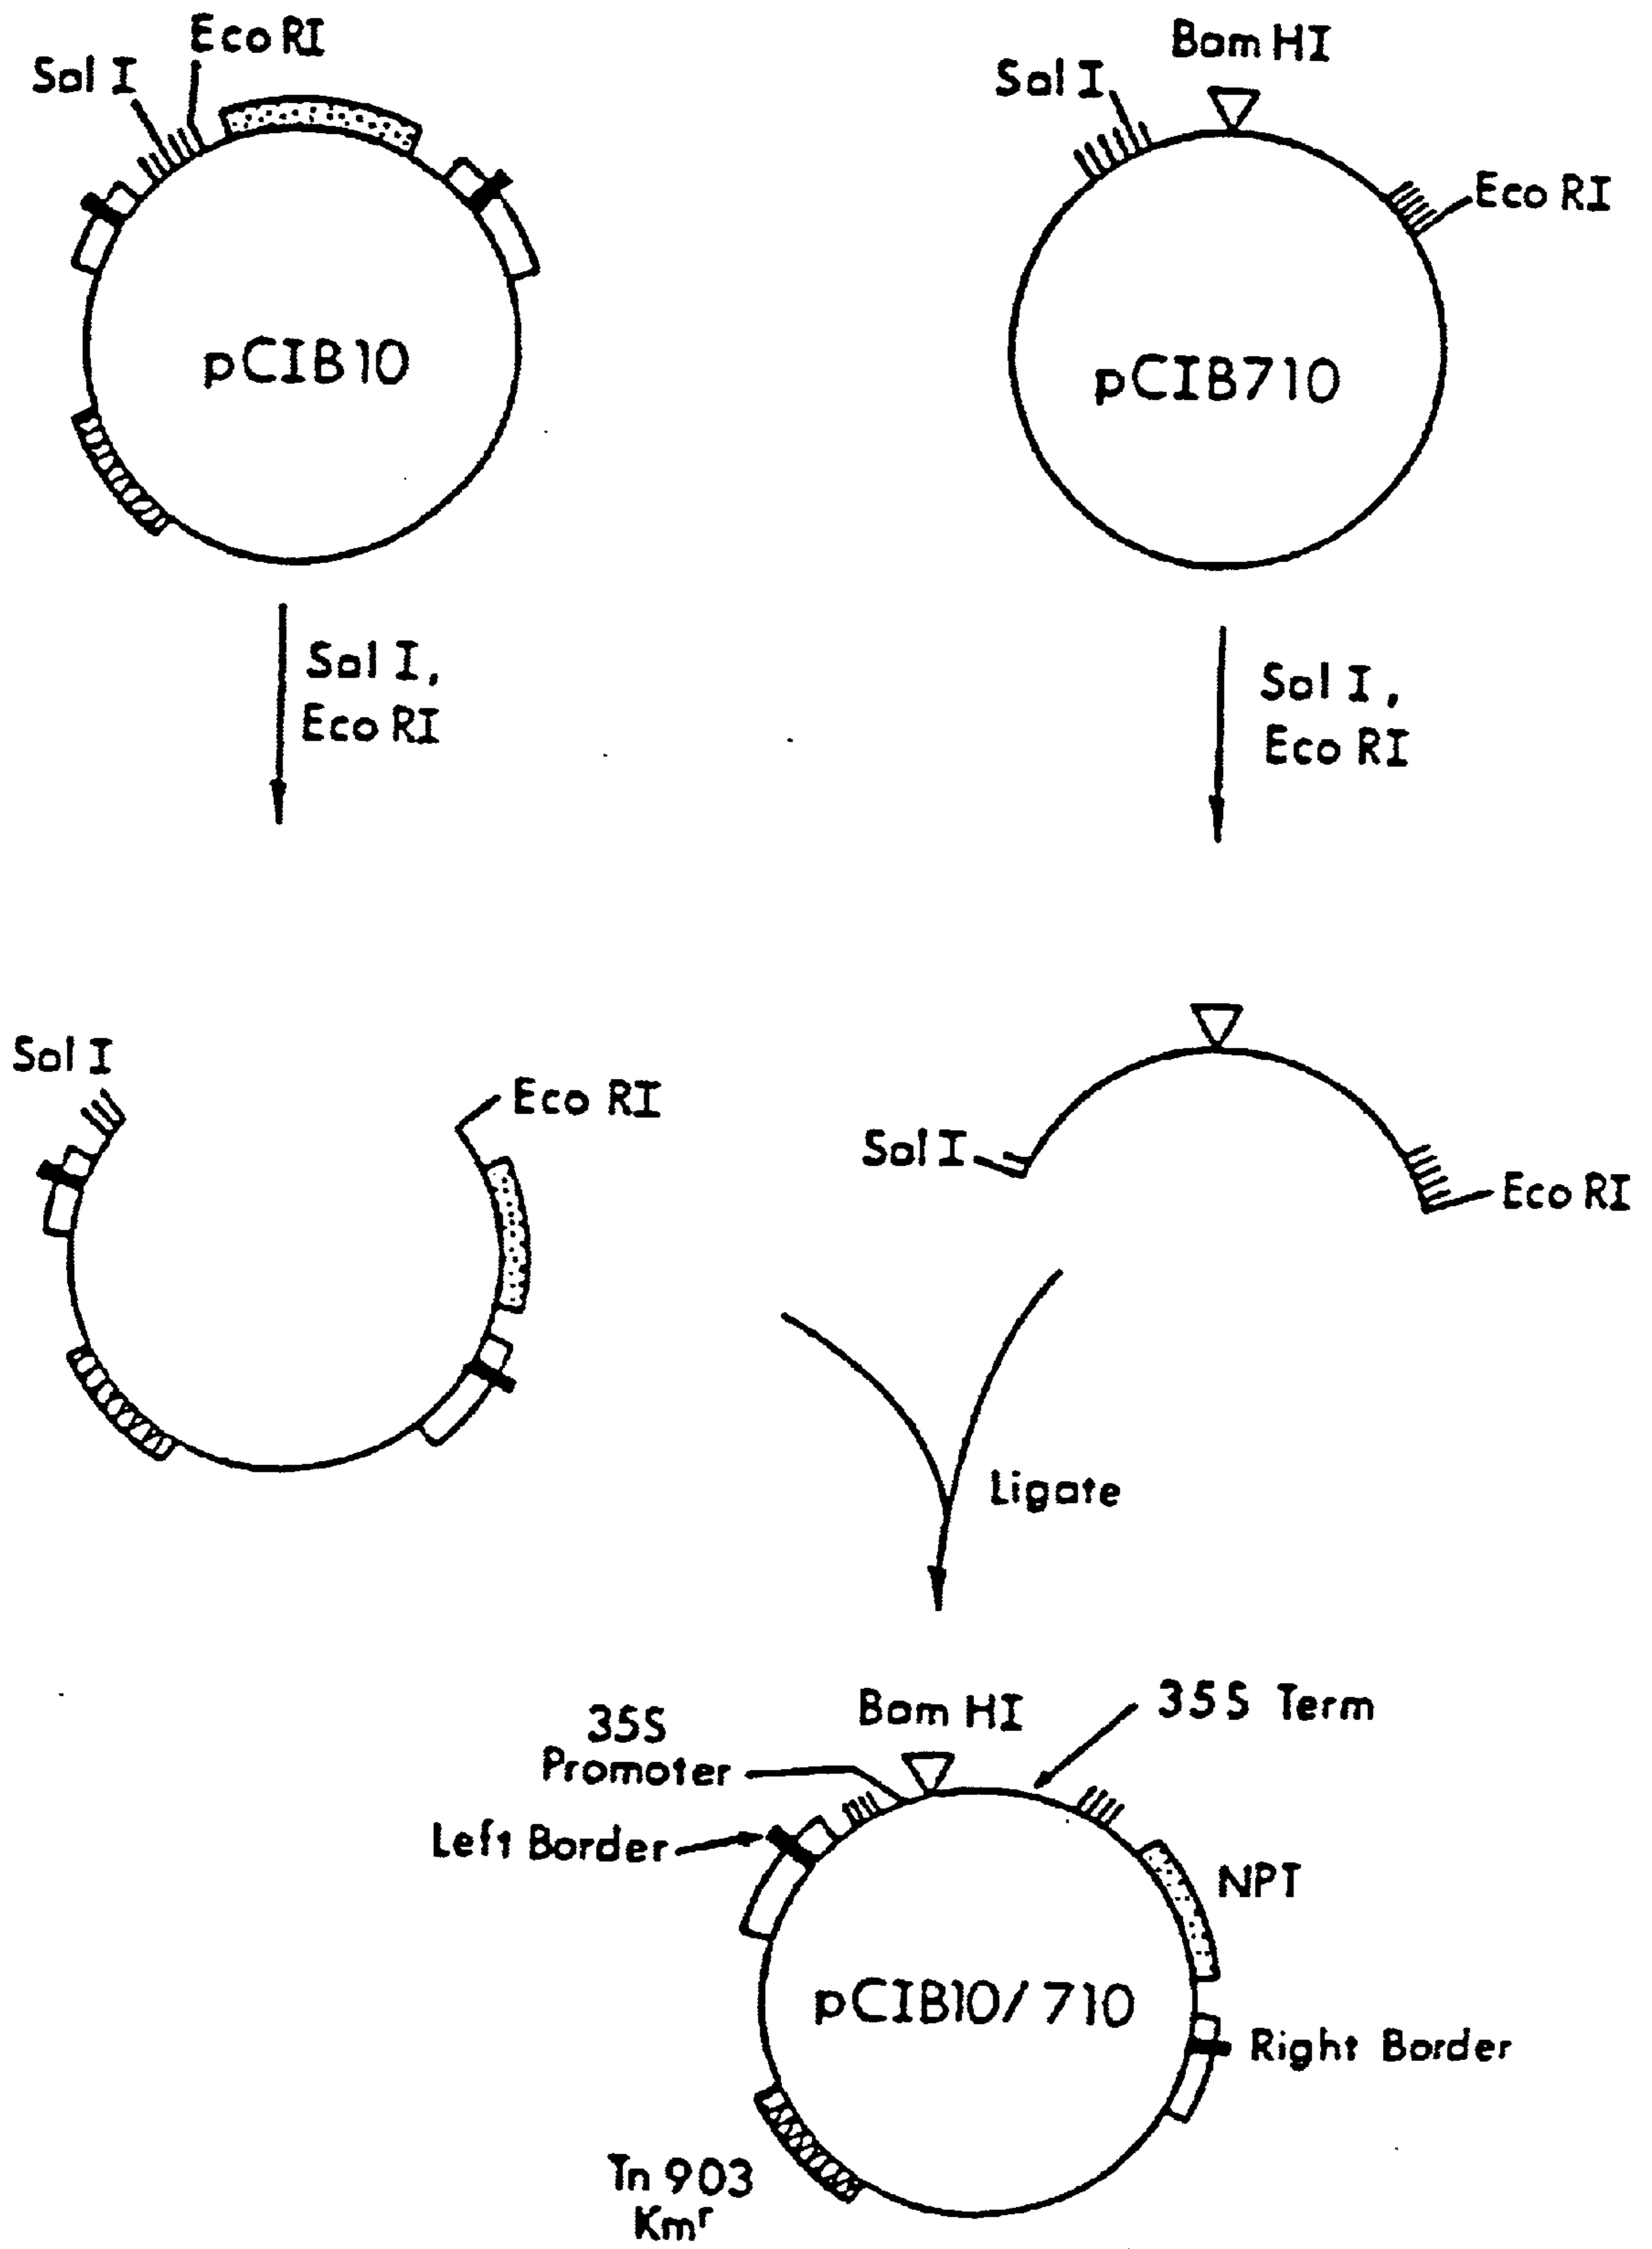 Eco RI
Sal I
Bam HI
Sal I
Eco RI
pCIB10
pCIB710
Sal I,
Eco RI
Sal I,
Eco RI
Sal I
Eco RI
Sal I
Eco RI
Ligate
35S
Promoter
Bam HI
35S Term
Left Border
NPT
pCIB10/710
Right Border
Tn 903
Kmʳ